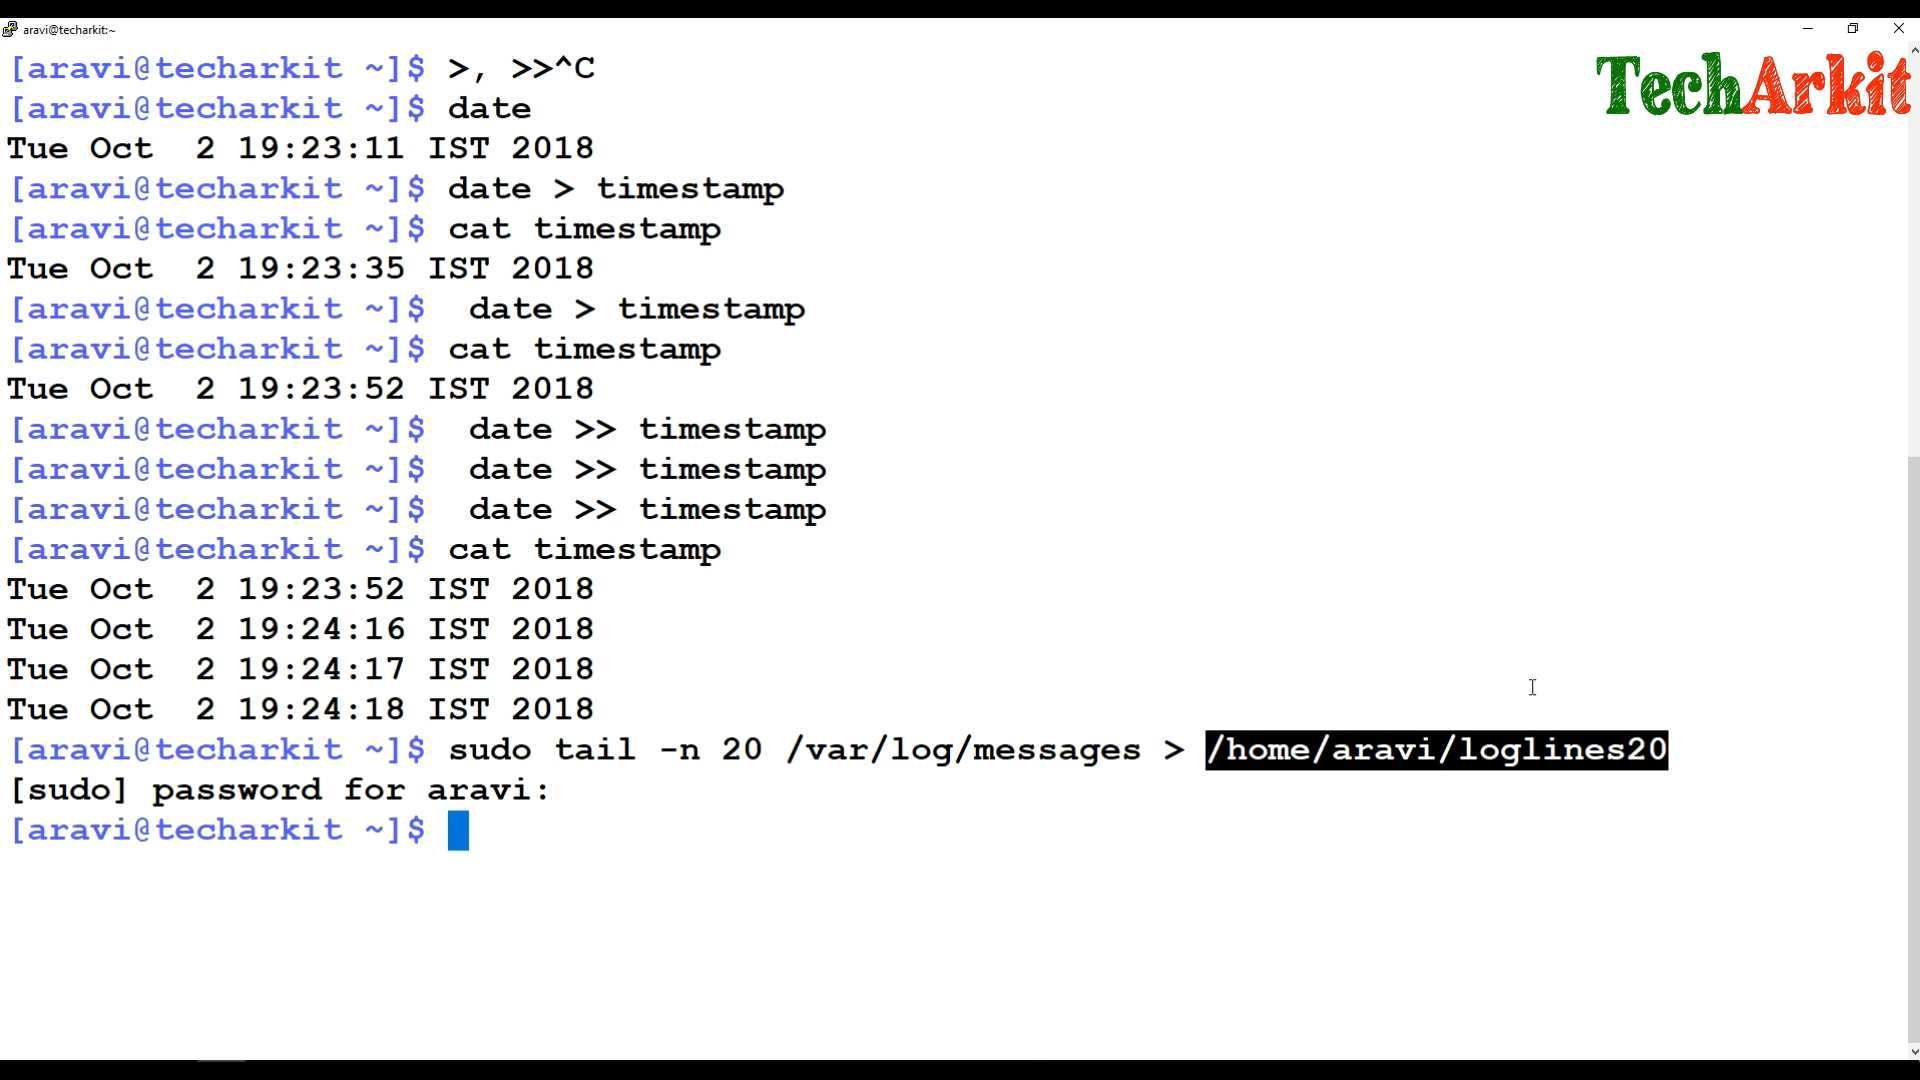 aravi@techarkit:~
TechArkit
[aravi@techarkit ~]$ >, >>^C
[aravi@techarkit ~]$ date
Tue Oct  2 19:23:11 IST 2018
[aravi@techarkit ~]$ date > timestamp
[aravi@techarkit ~]$ cat timestamp
Tue Oct  2 19:23:35 IST 2018
[aravi@techarkit ~]$  date > timestamp
[aravi@techarkit ~]$ cat timestamp
Tue Oct  2 19:23:52 IST 2018
[aravi@techarkit ~]$  date >> timestamp
[aravi@techarkit ~]$  date >> timestamp
[aravi@techarkit ~]$  date >> timestamp
[aravi@techarkit ~]$ cat timestamp
Tue Oct  2 19:23:52 IST 2018
Tue Oct  2 19:24:16 IST 2018
Tue Oct  2 19:24:17 IST 2018
Tue Oct  2 19:24:18 IST 2018
[aravi@techarkit ~]$ sudo tail -n 20 /var/log/messages > /home/aravi/loglines20
[sudo] password for aravi:
[aravi@techarkit ~]$